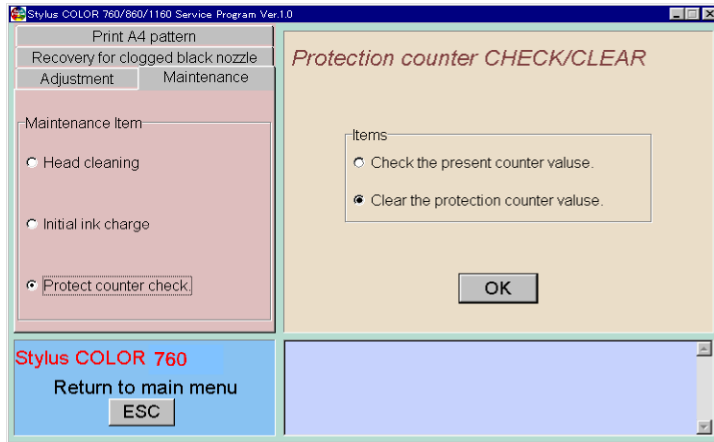 Stylus COLOR 760/860/1160 Service Program Ver.1.0
Print A4 pattern
Recovery for clogged black nozzle
Adjustment
Maintenance
Maintenance Item
Head cleaning
Initial ink charge
Protect counter check.
Protection counter CHECK/CLEAR
Items
Check the present counter valuse.
Clear the protection counter valuse.
OK
Stylus COLOR 760
Return to main menu
ESC